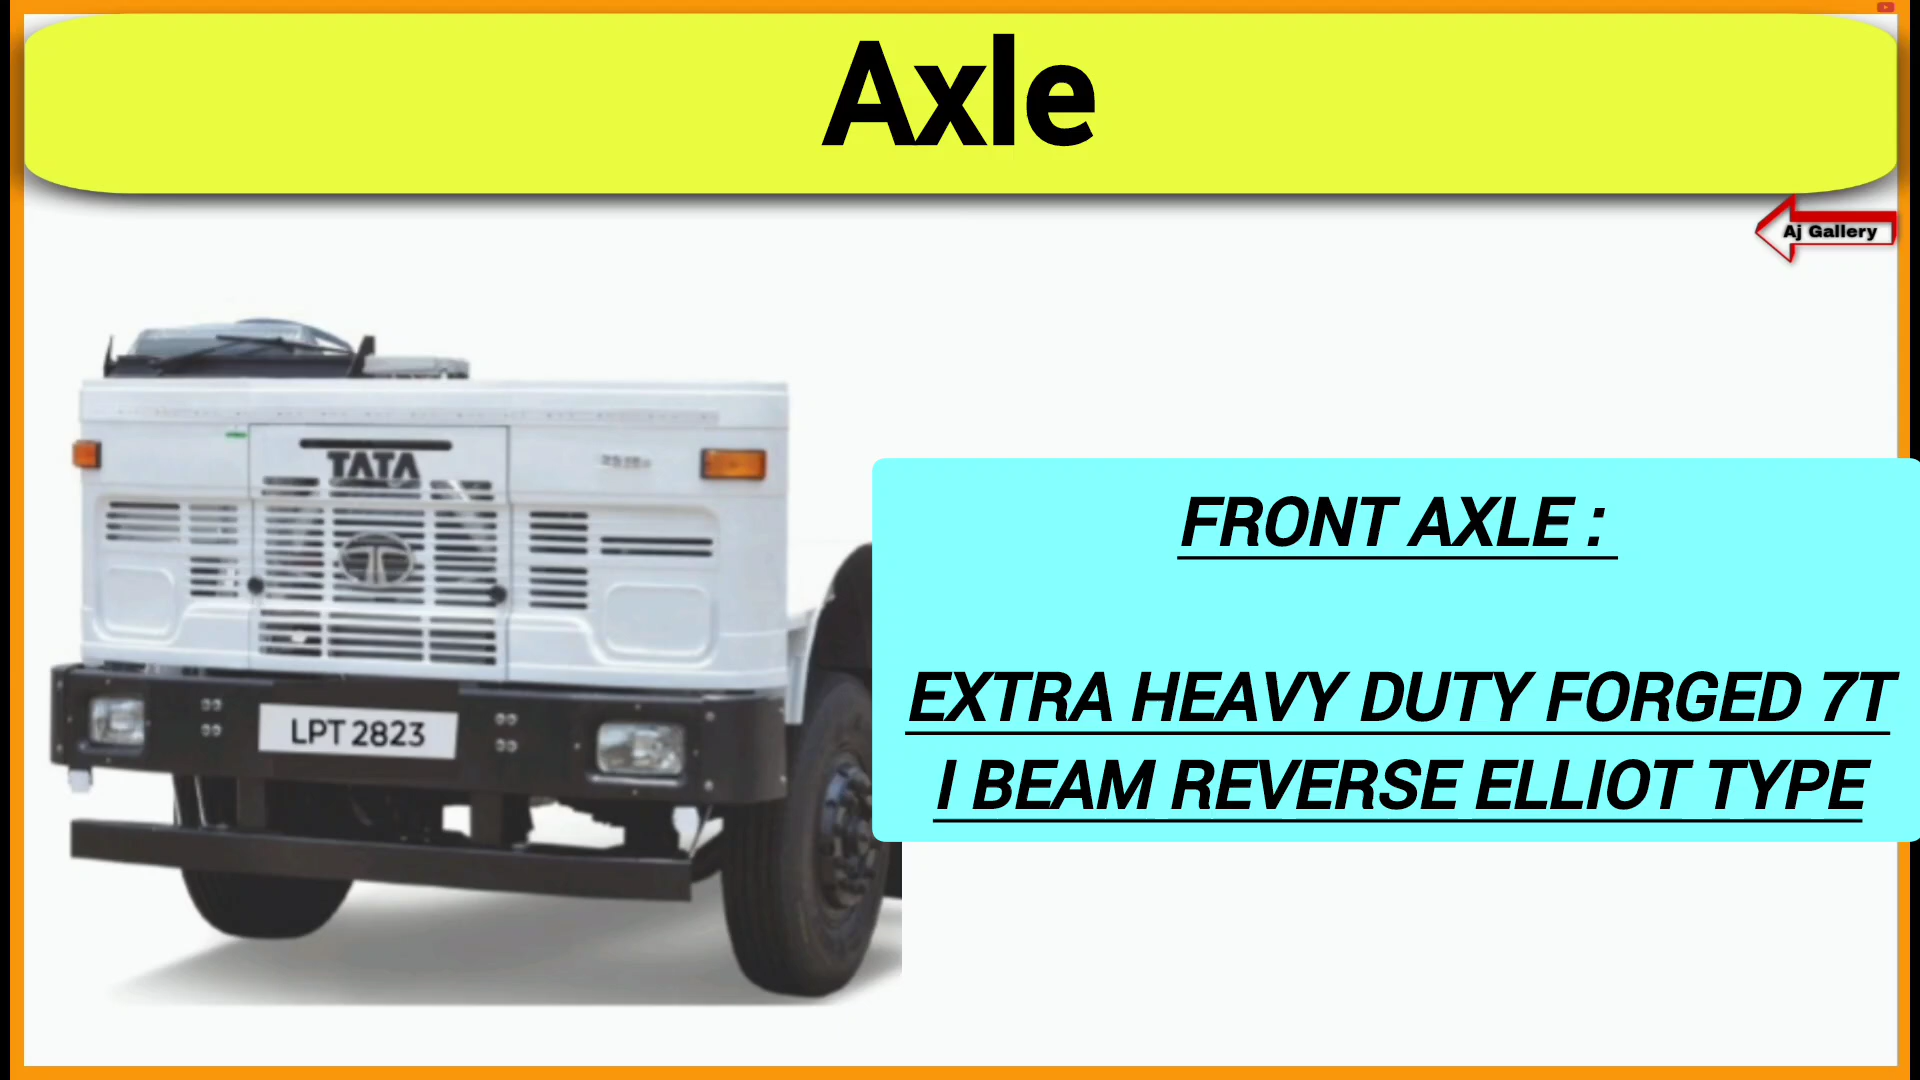 Axle
Aj Gallery
TATA
LPT 2823
FRONT AXLE :
EXTRA HEAVY DUTY FORGED 7T
I BEAM REVERSE ELLIOT TYPE